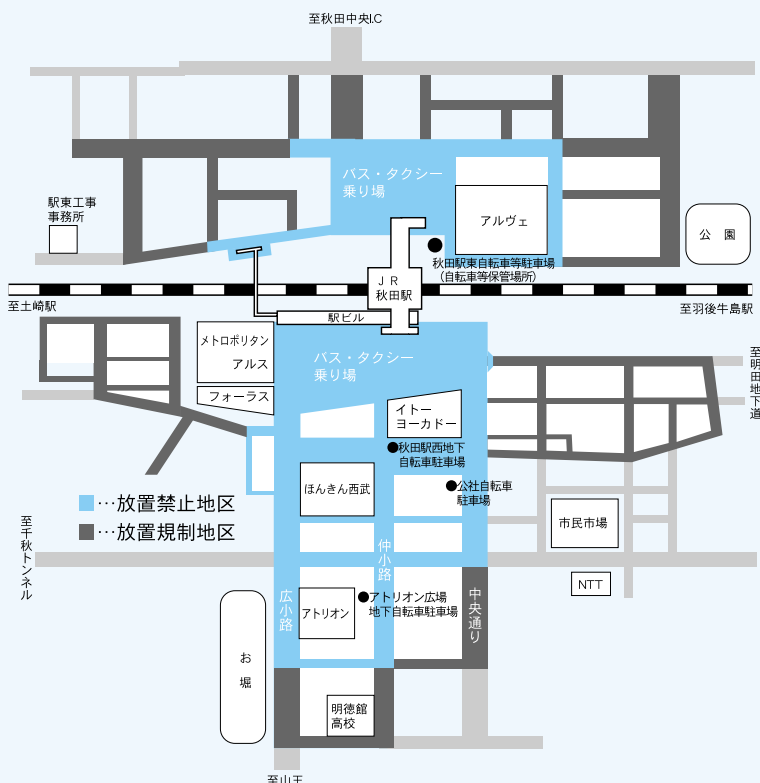 至秋田中央I.C
バス・タクシー
乗り場
駅東工事
事務所
アルヴェ
公 園
秋田駅東自転車等駐車場
（自転車等保管場所）
JR
秋田駅
至土崎駅
至羽後牛島駅
駅ビル
メトロポリタン
アルス
フォーラス
バス・タクシー
乗り場
至明田地下道
イトー
ヨーカドー
秋田駅西地下
自転車駐車場
ほんきん西武
公社自転車
駐車場
…放置禁止地区
…放置規制地区
至千秋トンネル
市民市場
仲小路
NTT
広小路
アトリオン
アトリオン広場
地下自転車駐車場
中央通り
お堀
明徳館
高校
至山王